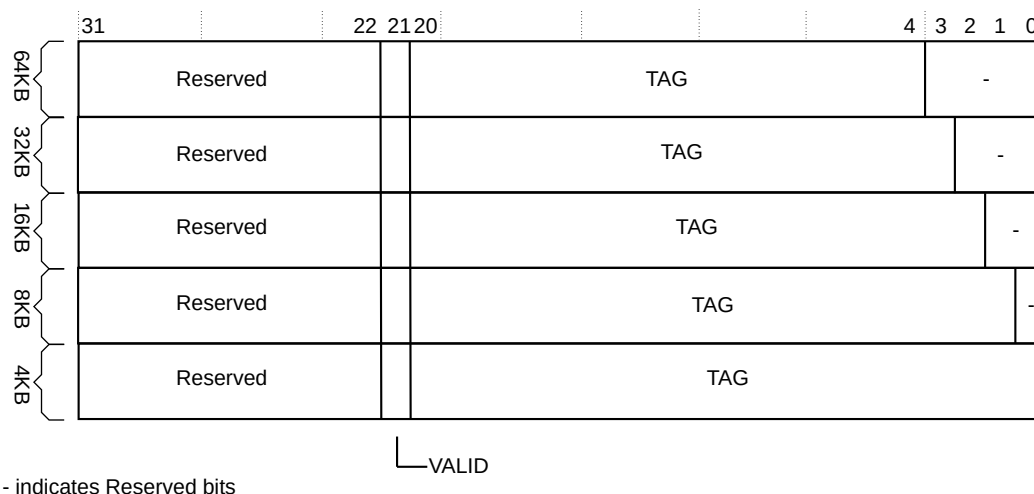 31 22 21 20 4 3 2 1 0
64KB Reserved TAG -
32KB Reserved TAG -
16KB Reserved TAG -
8KB Reserved TAG -
4KB Reserved TAG
VALID
- indicates Reserved bits